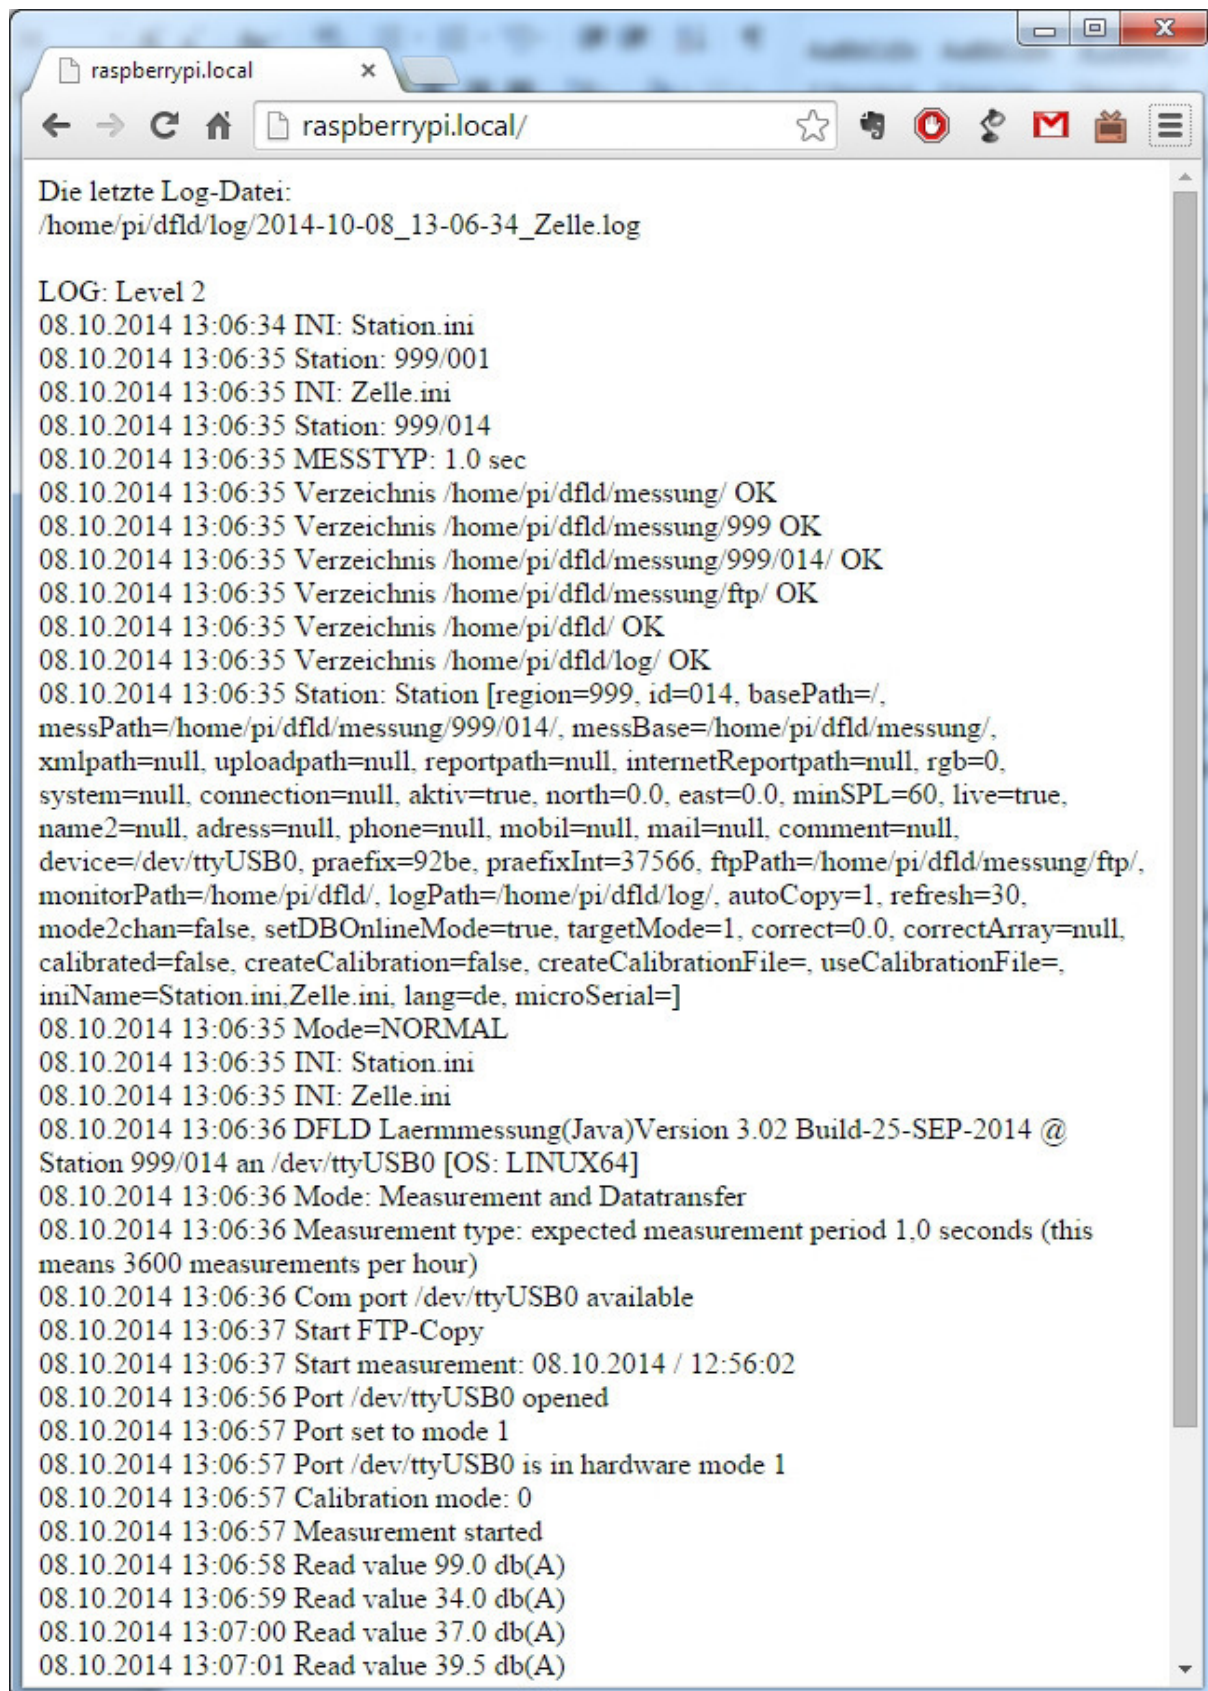 raspberrypi.local
raspberrypi.local/
Die letzte Log-Datei:
/home/pi/dfld/log/2014-10-08_13-06-34_Zelle.log
LOG: Level 2
08.10.2014 13:06:34 INI: Station.ini
08.10.2014 13:06:35 Station: 999/001
08.10.2014 13:06:35 INI: Zelle.ini
08.10.2014 13:06:35 Station: 999/014
08.10.2014 13:06:35 MESSTYP: 1.0 sec
08.10.2014 13:06:35 Verzeichnis /home/pi/dfld/messung/ OK
08.10.2014 13:06:35 Verzeichnis /home/pi/dfld/messung/999 OK
08.10.2014 13:06:35 Verzeichnis /home/pi/dfld/messung/999/014/ OK
08.10.2014 13:06:35 Verzeichnis /home/pi/dfld/messung/ftp/ OK
08.10.2014 13:06:35 Verzeichnis /home/pi/dfld/ OK
08.10.2014 13:06:35 Verzeichnis /home/pi/dfld/log/ OK
08.10.2014 13:06:35 Station: Station [region=999, id=014, basePath=/,
messPath=/home/pi/dfld/messung/999/014/, messBase=/home/pi/dfld/messung/,
xmlpath=null, uploadpath=null, reportpath=null, internetReportpath=null, rgb=0,
system=null, connection=null, aktiv=true, north=0.0, east=0.0, minSPL=60, live=true,
name2=null, adress=null, phone=null, mobil=null, mail=null, comment=null,
device=/dev/ttyUSB0, praefix=92be, praefixInt=37566, ftpPath=/home/pi/dfld/messung/ftp/,
monitorPath=/home/pi/dfld/, logPath=/home/pi/dfld/log/, autoCopy=1, refresh=30,
mode2chan=false, setDBOnlineMode=true, targetMode=1, correct=0.0, correctArray=null,
calibrated=false, createCalibration=false, createCalibrationFile=, useCalibrationFile=,
iniName=Station.ini,Zelle.ini, lang=de, microSerial=]
08.10.2014 13:06:35 Mode=NORMAL
08.10.2014 13:06:35 INI: Station.ini
08.10.2014 13:06:35 INI: Zelle.ini
08.10.2014 13:06:36 DFLD Laermmessung(Java)Version 3.02 Build-25-SEP-2014 @
Station 999/014 an /dev/ttyUSB0 [OS: LINUX64]
08.10.2014 13:06:36 Mode: Measurement and Datatransfer
08.10.2014 13:06:36 Measurement type: expected measurement period 1,0 seconds (this
means 3600 measurements per hour)
08.10.2014 13:06:36 Com port /dev/ttyUSB0 available
08.10.2014 13:06:37 Start FTP-Copy
08.10.2014 13:06:37 Start measurement: 08.10.2014 / 12:56:02
08.10.2014 13:06:56 Port /dev/ttyUSB0 opened
08.10.2014 13:06:57 Port set to mode 1
08.10.2014 13:06:57 Port /dev/ttyUSB0 is in hardware mode 1
08.10.2014 13:06:57 Calibration mode: 0
08.10.2014 13:06:57 Measurement started
08.10.2014 13:06:58 Read value 99.0 db(A)
08.10.2014 13:06:59 Read value 34.0 db(A)
08.10.2014 13:07:00 Read value 37.0 db(A)
08.10.2014 13:07:01 Read value 39.5 db(A)